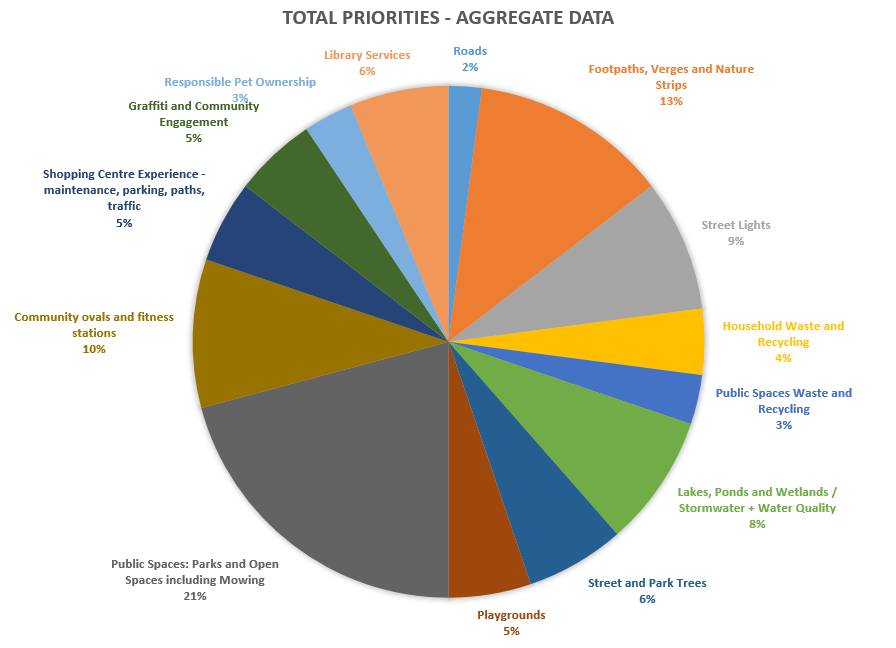 TOTAL PRIORITIES - AGGREGATE DATA
Roads
2%
Footpaths, Verges and Nature
Strips
13%
Street Lights
9%
Household Waste and
Recycling
4%
Public Spaces Waste and
Recycling
3%
Lakes, Ponds and Wetlands /
Stormwater + Water Quality
8%
Street and Park Trees
6%
Playgrounds
5%
Public Spaces: Parks and Open
Spaces including Mowing
21%
Community ovals and fitness
stations
10%
Shopping Centre Experience -
maintenance, parking, paths,
traffic
5%
Graffiti and Community
Engagement
5%
Responsible Pet Ownership
3%
Library Services
6%